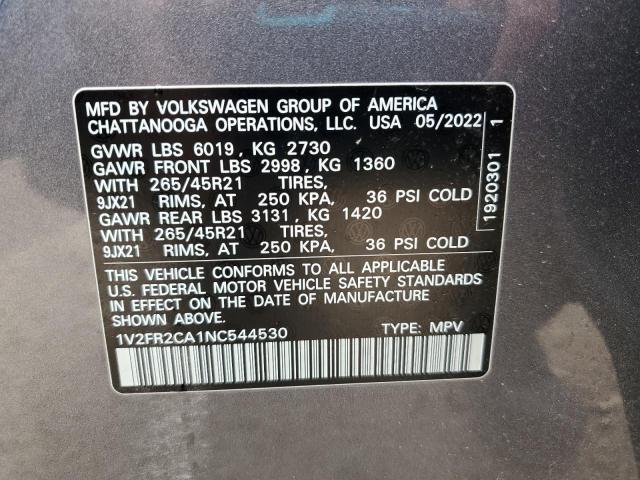 MFD BY VOLKSWAGEN GROUP OF AMERICA
CHATTANOOGA OPERATIONS, LLC. USA 05/2022
GVWR LBS 6019, KG 2730
GAWR FRONT LBS 2998, KG 1360
WITH 265/45R21 TIRES,
9JX21 RIMS, AT 250 KPA, 36 PSI COLD
GAWR REAR LBS 3131, KG 1420
WITH 265/45R21 TIRES,
9JX21 RIMS, AT 250 KPA, 36 PSI COLD
THIS VEHICLE CONFORMS TO ALL APPLICABLE
U.S. FEDERAL MOTOR VEHICLE SAFETY STANDARDS
IN EFFECT ON THE DATE OF MANUFACTURE
SHOWN ABOVE.
1V2FR2CA1NC544530 TYPE: MPV
1920301 1